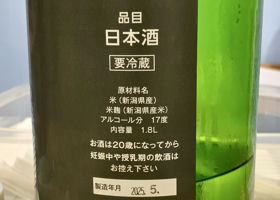 品目
日本酒
要冷蔵
原材料名
米(新潟県産)
米麹(新潟県産米)
アルコール分 17度
内容量 1.8L
お酒は20歳になってから
妊娠中や授乳期の飲酒は
お控え下さい
製造年月 2025. 5.